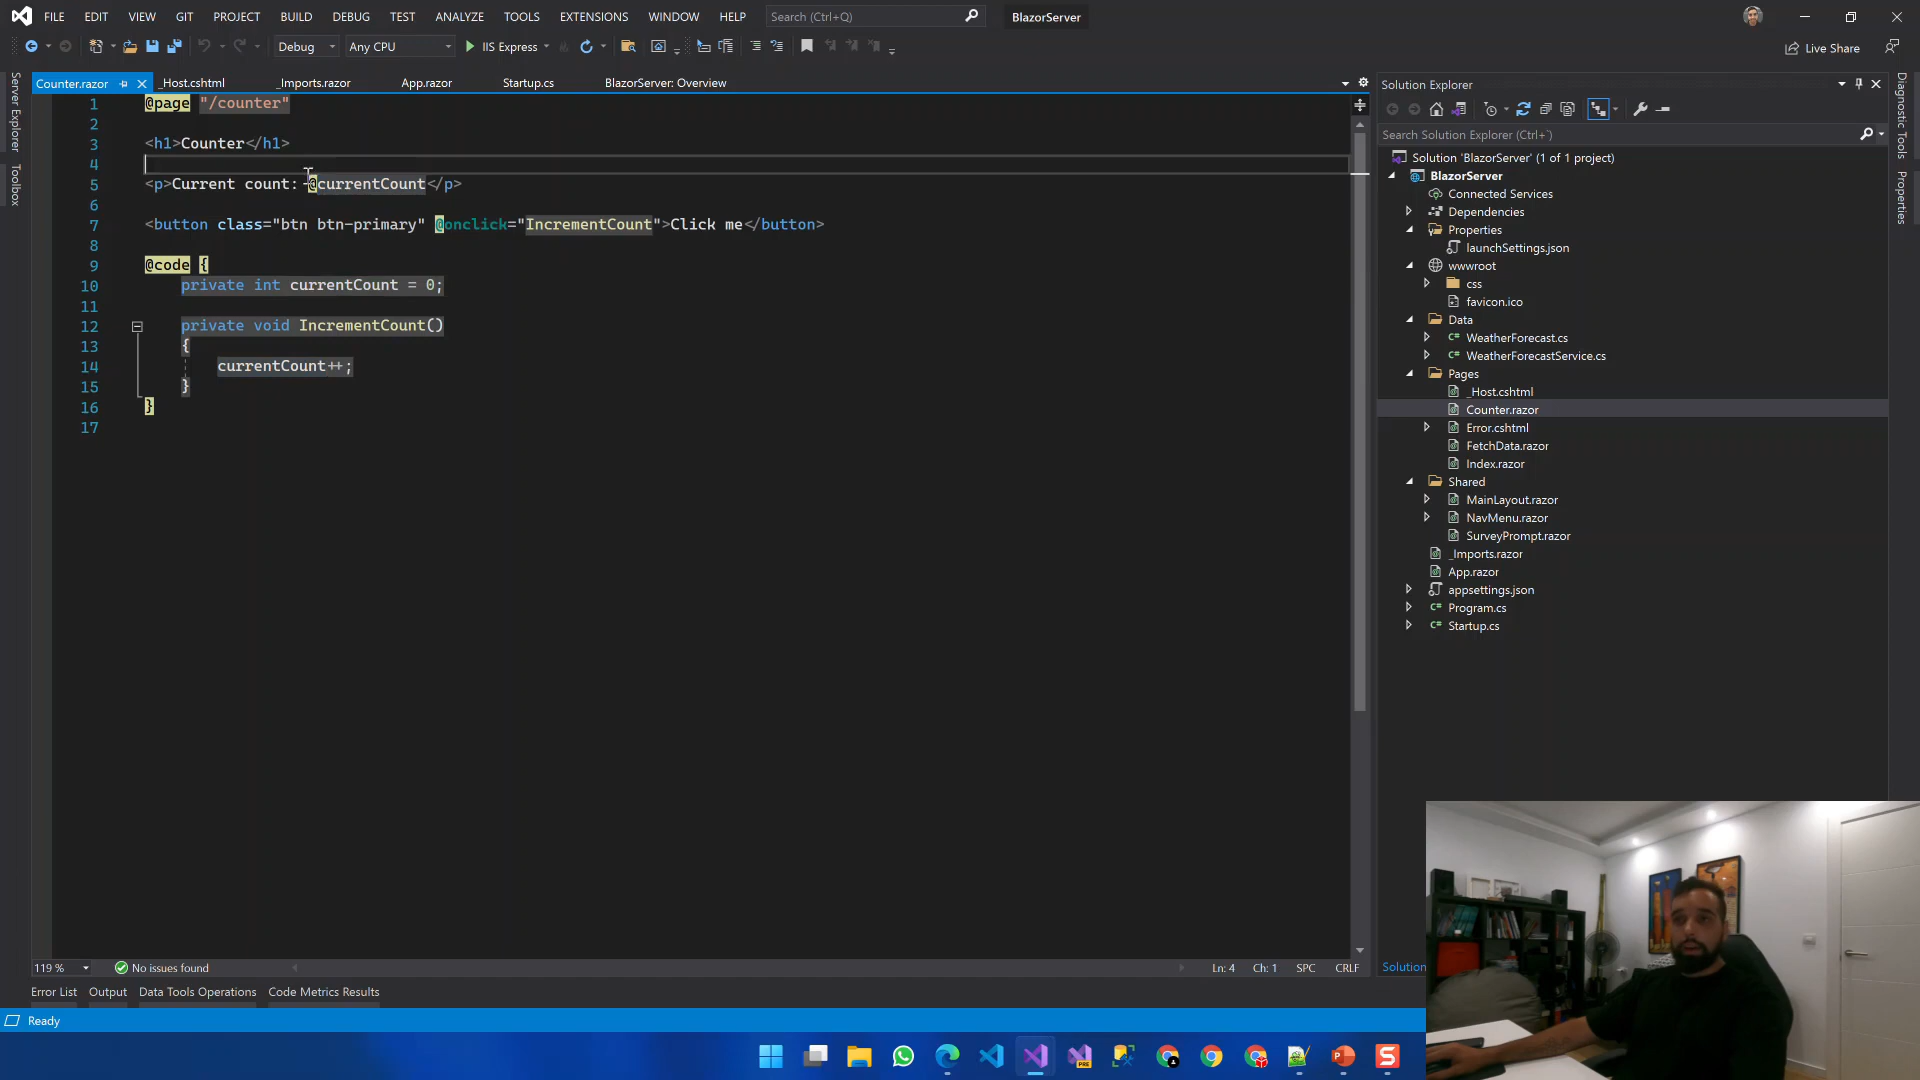 FILE EDIT VIEW GIT PROJECT BUILD DEBUG TEST ANALYZE TOOLS EXTENSIONS WINDOW HELP Search (Ctrl+Q) BlazorServer
Debug Any CPU IIS Express Live Share
Counter.razor _Host.cshtml _Imports.razor App.razor Startup.cs BlazorServer: Overview
Server Explorer
Toolbox
1 @page "/counter"
2
3 <h1>Counter</h1>
4
5 <p>Current count: @currentCount</p>
6
7 <button class="btn btn-primary" @onclick="IncrementCount">Click me</button>
8
9 @code {
10 private int currentCount = 0;
11
12 private void IncrementCount()
13 {
14 currentCount++;
15 }
16 }
17
119 % No issues found Ln: 4 Ch: 1 SPC CRLF
Error List Output Data Tools Operations Code Metrics Results
Ready
Solution Explorer
Search Solution Explorer (Ctrl+`)
Solution 'BlazorServer' (1 of 1 project)
BlazorServer
Connected Services
Dependencies
Properties
launchSettings.json
wwwroot
css
favicon.ico
Data
WeatherForecast.cs
WeatherForecastService.cs
Pages
_Host.cshtml
Counter.razor
Error.cshtml
FetchData.razor
Index.razor
Shared
MainLayout.razor
NavMenu.razor
SurveyPrompt.razor
_Imports.razor
App.razor
appsettings.json
Program.cs
Startup.cs
Solution
Diagnostic Tools
Properties
PRE